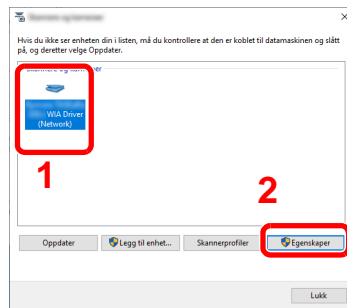 Hvis du ikke ser enheten din i listen, må du kontrollere at den er koblet til datamaskinen og slått
på, og deretter velge Oppdater.
WIA Driver
(Network)
1
2
Oppdater
Legg til enhet...
Skannerprofiler
Egenskaper
Lukk